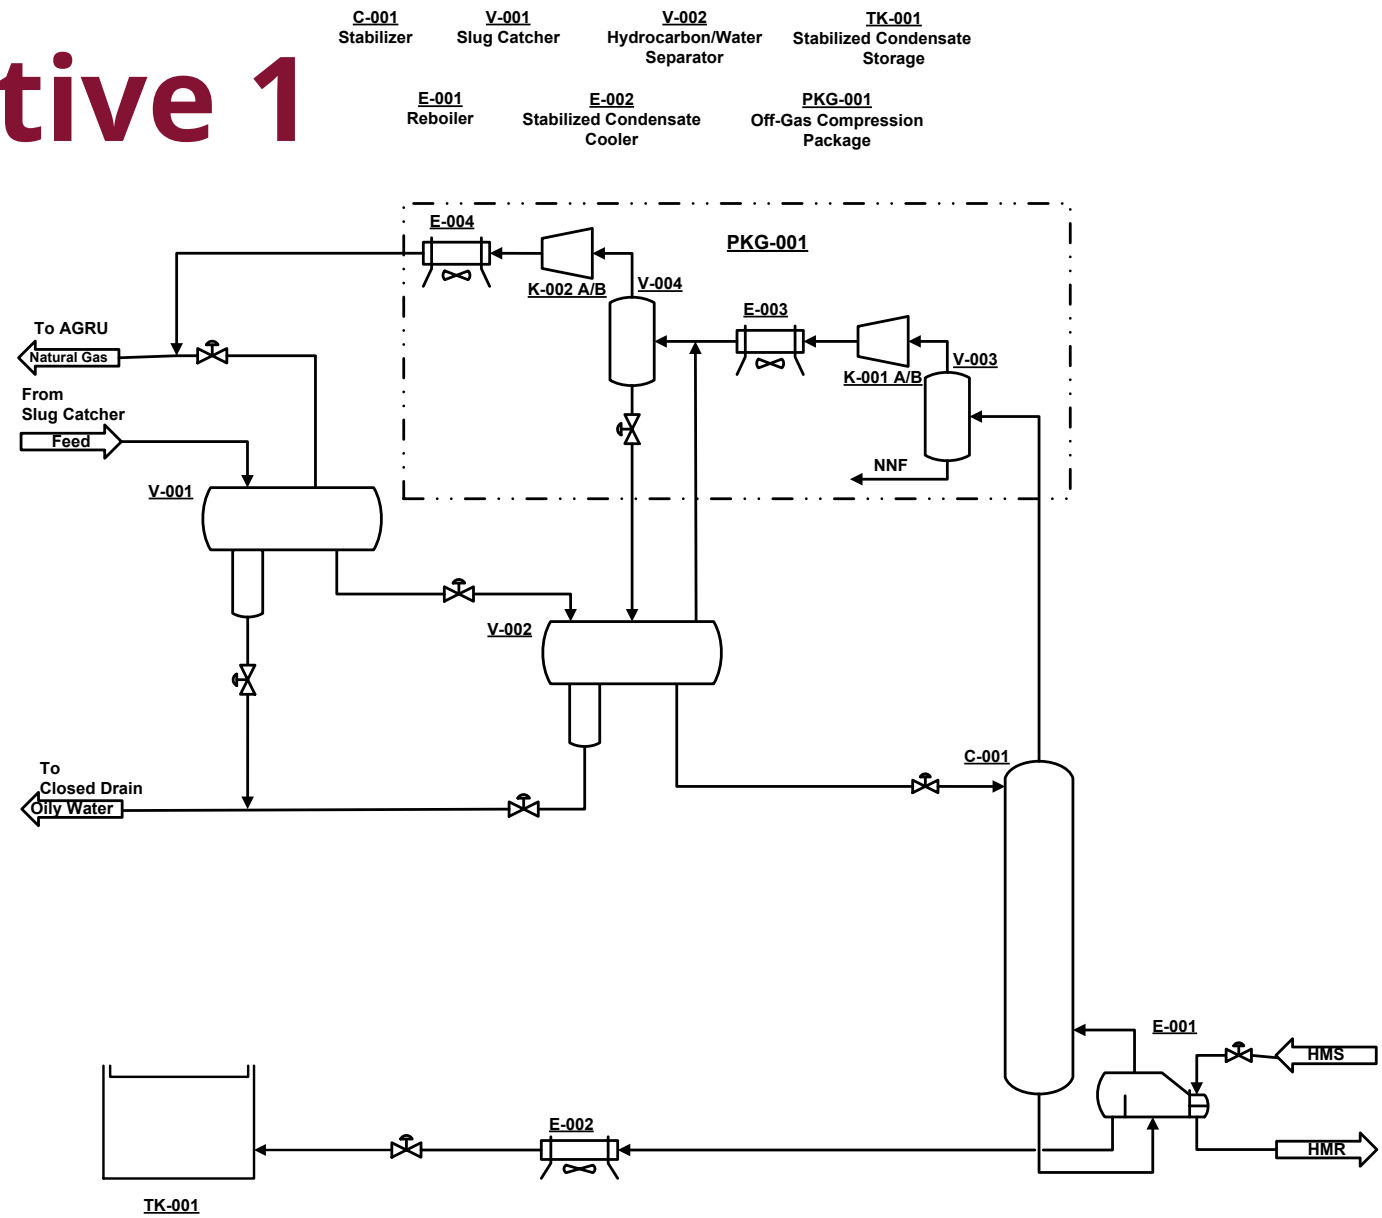 C-001
Stabilizer
V-001
Slug Catcher
V-002
Hydrocarbon/Water
Separator
TK-001
Stabilized Condensate
Storage
tive 1
E-001
Reboiler
E-002
Stabilized Condensate
Cooler
PKG-001
Off-Gas Compression
Package
E-004
PKG-001
K-002 A/B
V-004
E-003
K-001 A/B
V-003
To AGRU
Natural Gas
From
Slug Catcher
Feed
NNF
V-001
V-002
To
Closed Drain
Oily Water
C-001
E-001
HMS
E-002
HMR
TK-001